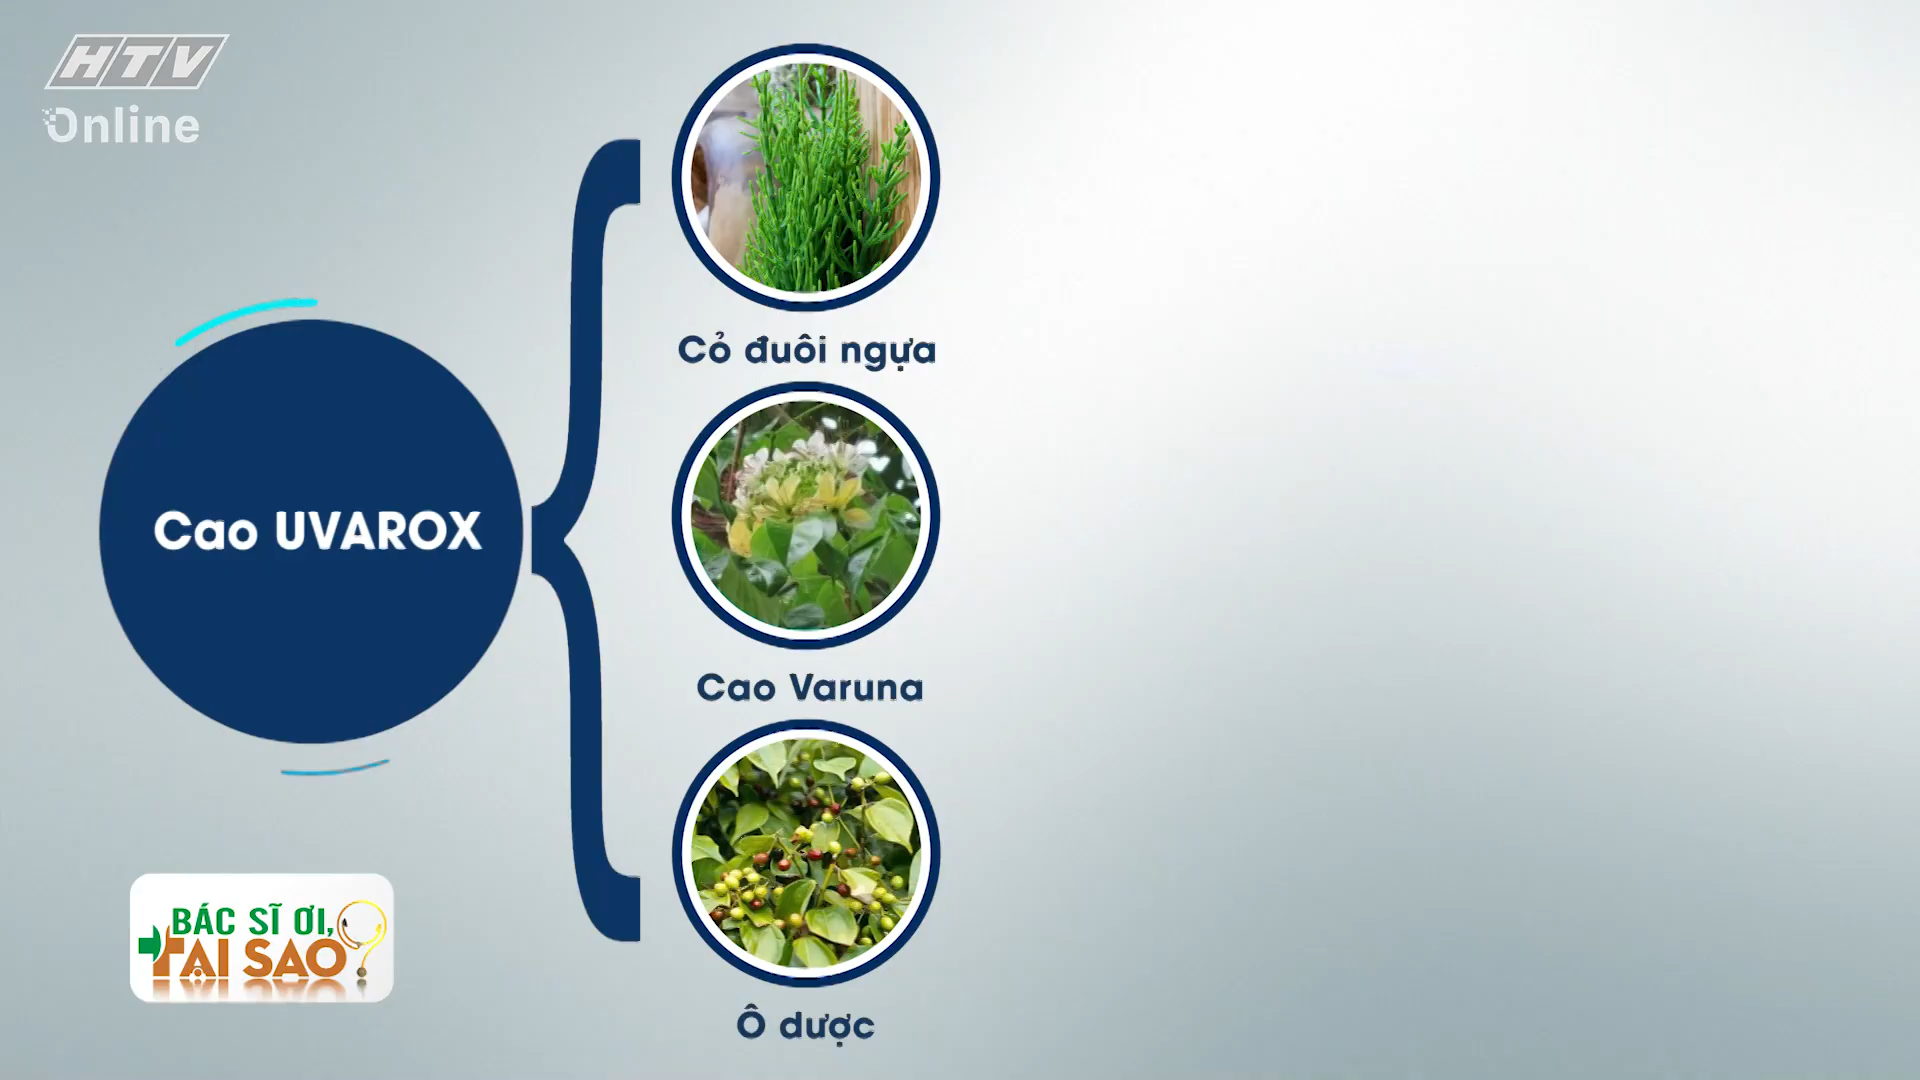 HTV
Online
Cỏ đuôi ngựa
Cao UVAROX
Cao Varuna
Ô dược
BÁC SĨ ƠI,
TẠI SAO?